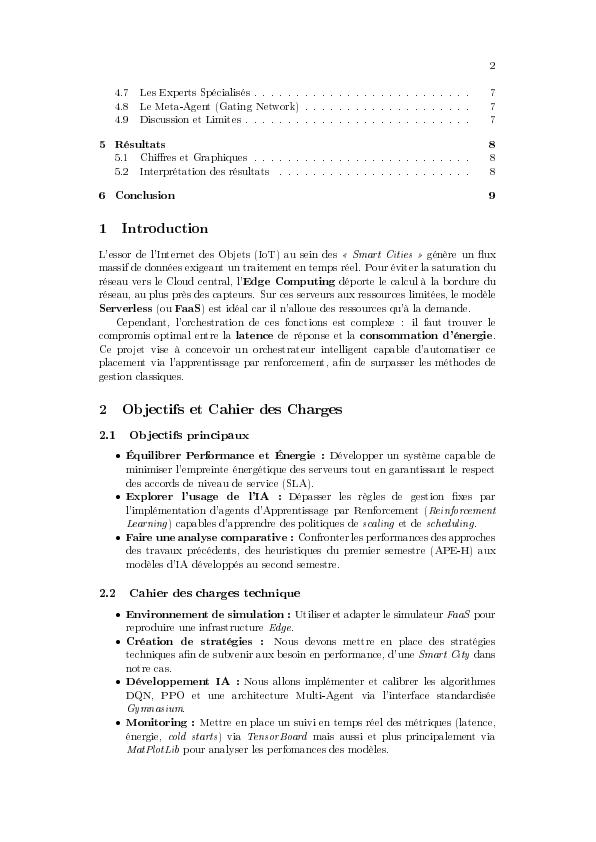 2
4.7 Les Experts Spécialisés . . . . . . . . . . . . . . . . . . . . . . . . . 7
4.8 Le Meta-Agent (Gating Network) . . . . . . . . . . . . . . . . . . . 7
4.9 Discussion et Limites . . . . . . . . . . . . . . . . . . . . . . . . . . 7
5 Résultats 8
5.1 Chiffres et Graphiques . . . . . . . . . . . . . . . . . . . . . . . . . 8
5.2 Interprétation des résultats . . . . . . . . . . . . . . . . . . . . . . 8
6 Conclusion 9
1 Introduction
L'essor de l'Internet des Objets (IoT) au sein des « Smart Cities » génère un flux
massif de données exigeant un traitement en temps réel. Pour éviter la saturation du
réseau vers le Cloud central, l'Edge Computing déporte le calcul à la bordure du
réseau, au plus près des capteurs. Sur ces serveurs aux ressources limitées, le modèle
Serverless (ou FaaS) est idéal car il n'alloue des ressources qu'à la demande.
Cependant, l'orchestration de ces fonctions est complexe : il faut trouver le
compromis optimal entre la latence de réponse et la consommation d'énergie.
Ce projet vise à concevoir un orchestrateur intelligent capable d'automatiser ce
placement via l'apprentissage par renforcement, afin de surpasser les méthodes de
gestion classiques.
2 Objectifs et Cahier des Charges
2.1 Objectifs principaux
• Équilibrer Performance et Énergie : Développer un système capable de
minimiser l'empreinte énergétique des serveurs tout en garantissant le respect
des accords de niveau de service (SLA).
• Explorer l'usage de l'IA : Dépasser les règles de gestion fixes par
l'implémentation d'agents d'Apprentissage par Renforcement (Reinforcement
Learning) capables d'apprendre des politiques de scaling et de scheduling.
• Faire une analyse comparative : Confronter les performances des approches
des travaux précédents, des heuristiques du premier semestre (APE-H) aux
modèles d'IA développés au second semestre.
2.2 Cahier des charges technique
• Environnement de simulation : Utiliser et adapter le simulateur FaaS pour
reproduire une infrastructure Edge.
• Création de stratégies : Nous devons mettre en place des stratégies
techniques afin de subvenir aux besoin en performance, d'une Smart City dans
notre cas.
• Développement IA : Nous allons implémenter et calibrer les algorithmes
DQN, PPO et une architecture Multi-Agent via l'interface standardisée
Gymnasium.
• Monitoring : Mettre en place un suivi en temps réel des métriques (latence,
énergie, cold starts) via TensorBoard mais aussi et plus principalement via
MatPlotLib pour analyser les perfomances des modèles.